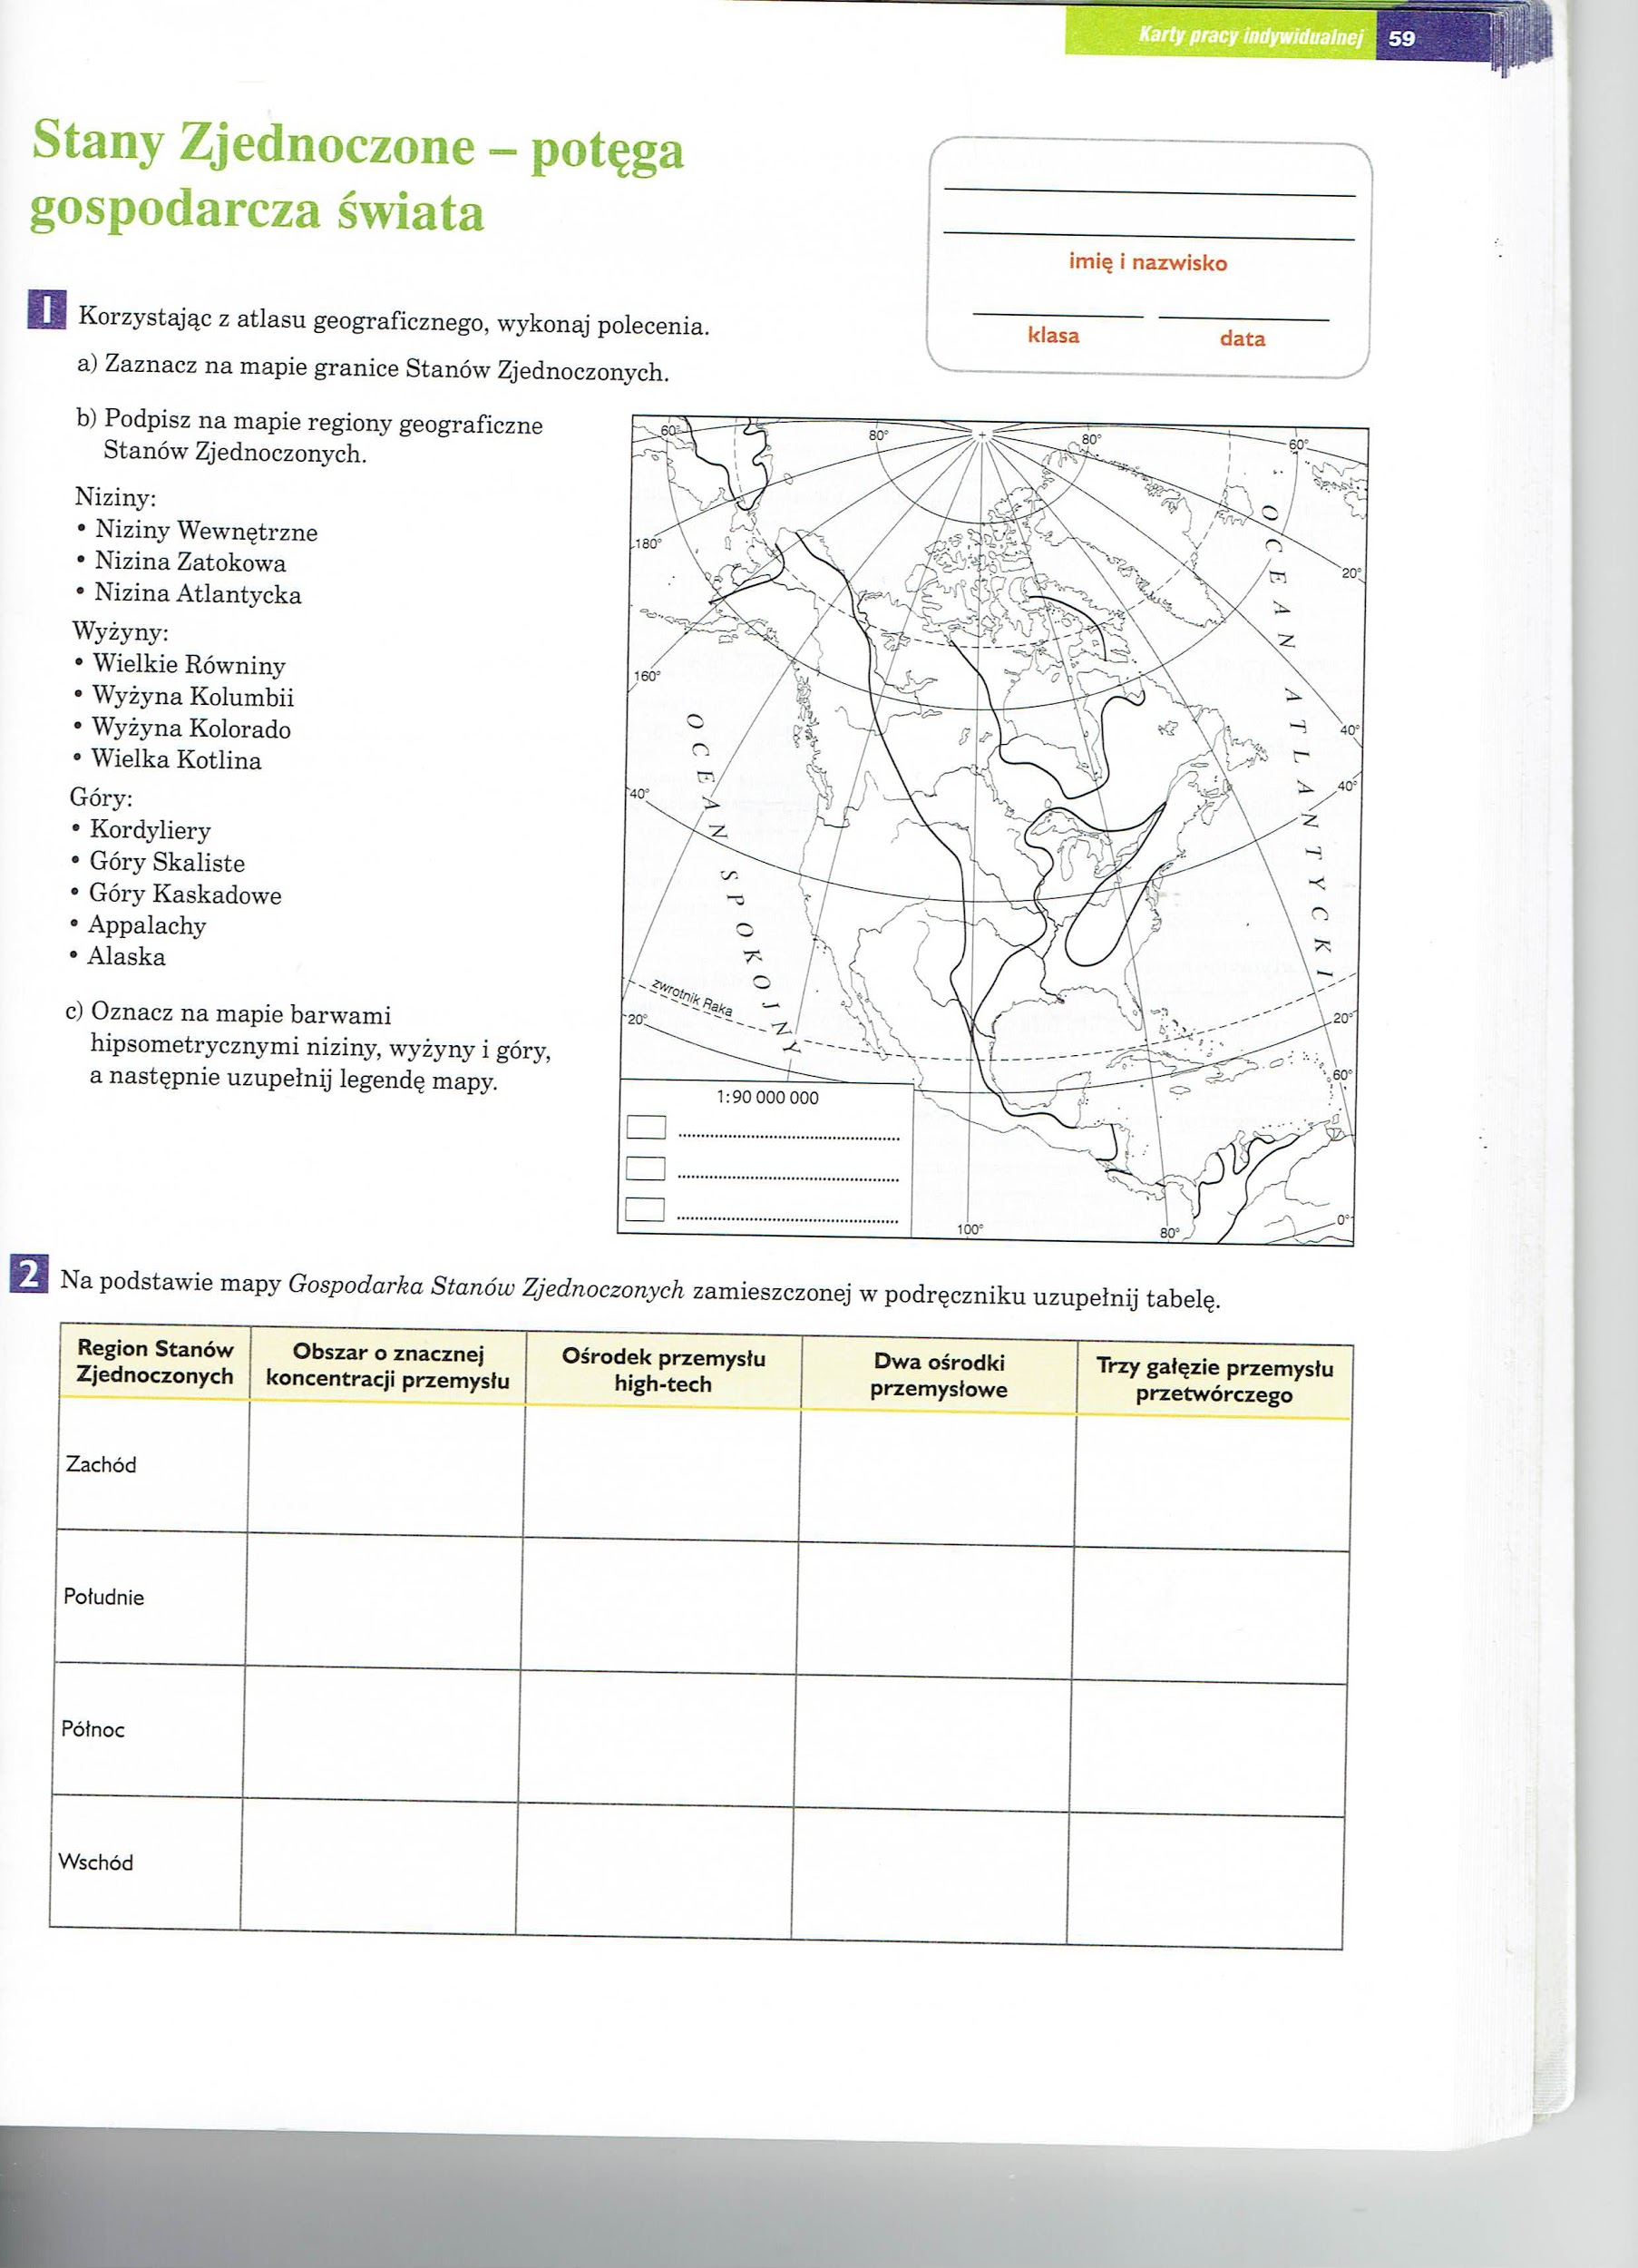 Karty pracy indywidualnej 59
Stany Zjednoczone – potęga
gospodarcza świata
imię i nazwisko
klasa data
1 Korzystając z atlasu geograficznego, wykonaj polecenia.
a) Zaznacz na mapie granice Stanów Zjednoczonych.
b) Podpisz na mapie regiony geograficzne
Stanów Zjednoczonych.
Niziny:
• Niziny Wewnętrzne
• Nizina Zatokowa
• Nizina Atlantycka
Wyżyny:
• Wielkie Równiny
• Wyżyna Kolumbii
• Wyżyna Kolorado
• Wielka Kotlina
Góry:
• Kordyliery
• Góry Skaliste
• Góry Kaskadowe
• Appalachy
• Alaska
c) Oznacz na mapie barwami
hipsometrycznymi niziny, wyżyny i góry,
a następnie uzupełnij legendę mapy.
60°
80°
80°
60°
180°
20°
160°
40°
40°
40°
20°
20°
60°
100°
80°
0°
OCEAN SPOKOJNY
OCEAN ATLANTYCKI
zwrotnik Raka
1:90 000 000
2 Na podstawie mapy Gospodarka Stanów Zjednoczonych zamieszczonej w podręczniku uzupełnij tabelę.
Region Stanów
Zjednoczonych
Obszar o znacznej
koncentracji przemysłu
Ośrodek przemysłu
high-tech
Dwa ośrodki
przemysłowe
Trzy gałęzie przemysłu
przetwórczego
Zachód
Południe
Północ
Wschód